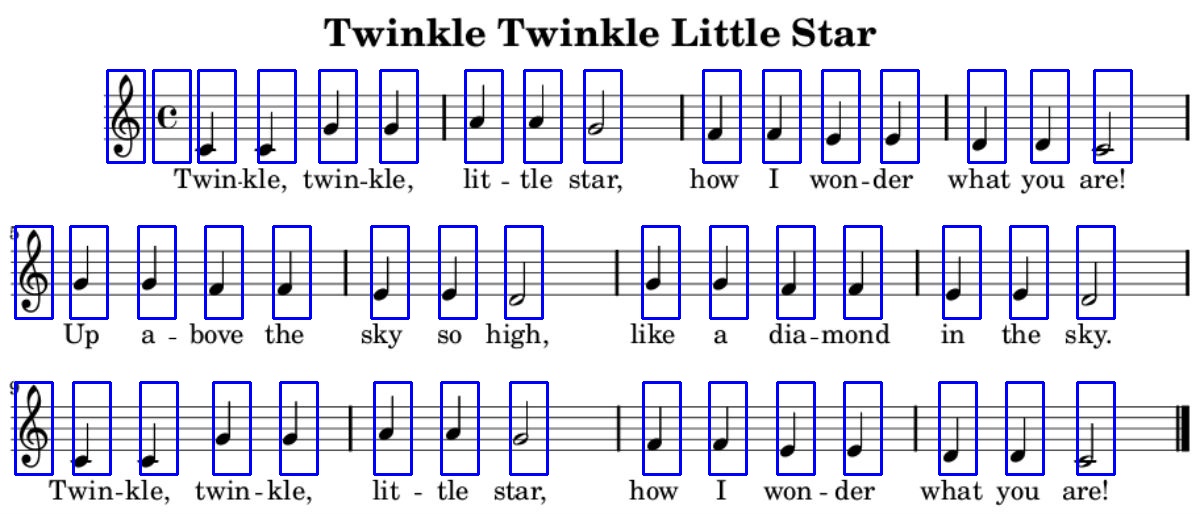 Twinkle Twinkle Little Star
Twin-kle, twin-kle, lit - tle star, how I won-der what you are!
5
Up a - bove the sky so high, like a dia-mond in the sky.
9
Twin-kle, twin-kle, lit - tle star, how I won - der what you are!